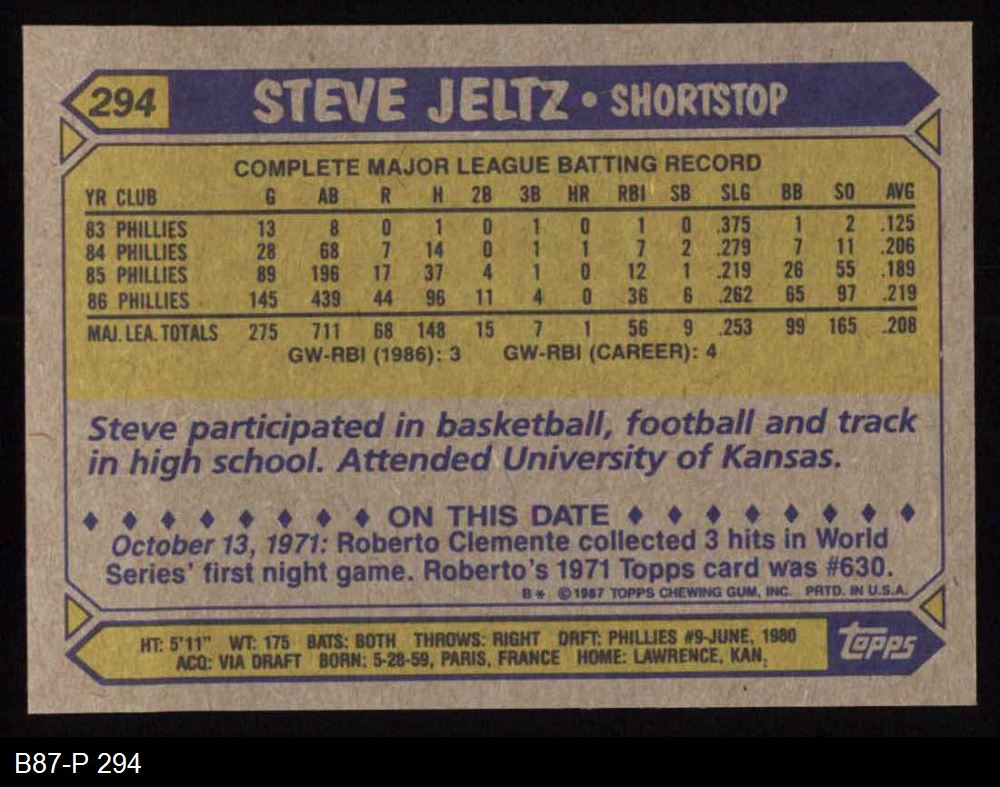 294 STEVE JELTZ • SHORTSTOP
COMPLETE MAJOR LEAGUE BATTING RECORD
YR CLUB G AB R H 2B 3B HR RBI SB SLG BB SO AVG
83 PHILLIES 13 8 0 1 0 1 0 1 0 .375 1 2 .125
84 PHILLIES 28 68 7 14 0 1 1 7 2 .279 7 11 .206
85 PHILLIES 89 196 17 37 4 1 0 12 1 .219 26 55 .189
86 PHILLIES 145 439 44 96 11 4 0 36 6 .262 65 97 .219
MAJ. LEA. TOTALS 275 711 68 148 15 7 1 56 9 .253 99 165 .208
GW-RBI (1986): 3 GW-RBI (CAREER): 4
Steve participated in basketball, football and track
in high school. Attended University of Kansas.
♦ ♦ ♦ ♦ ♦ ♦ ♦ ♦ ON THIS DATE ♦ ♦ ♦ ♦ ♦ ♦ ♦ ♦
October 13, 1971: Roberto Clemente collected 3 hits in World
Series' first night game. Roberto's 1971 Topps card was #630.
B* ©1987 TOPPS CHEWING GUM, INC. PRTD. IN U.S.A.
HT: 5'11" WT: 175 BATS: BOTH THROWS: RIGHT DRFT: PHILLIES #9-JUNE, 1980
ACQ: VIA DRAFT BORN: 5-28-59, PARIS, FRANCE HOME: LAWRENCE, KAN.
topps
B87-P 294